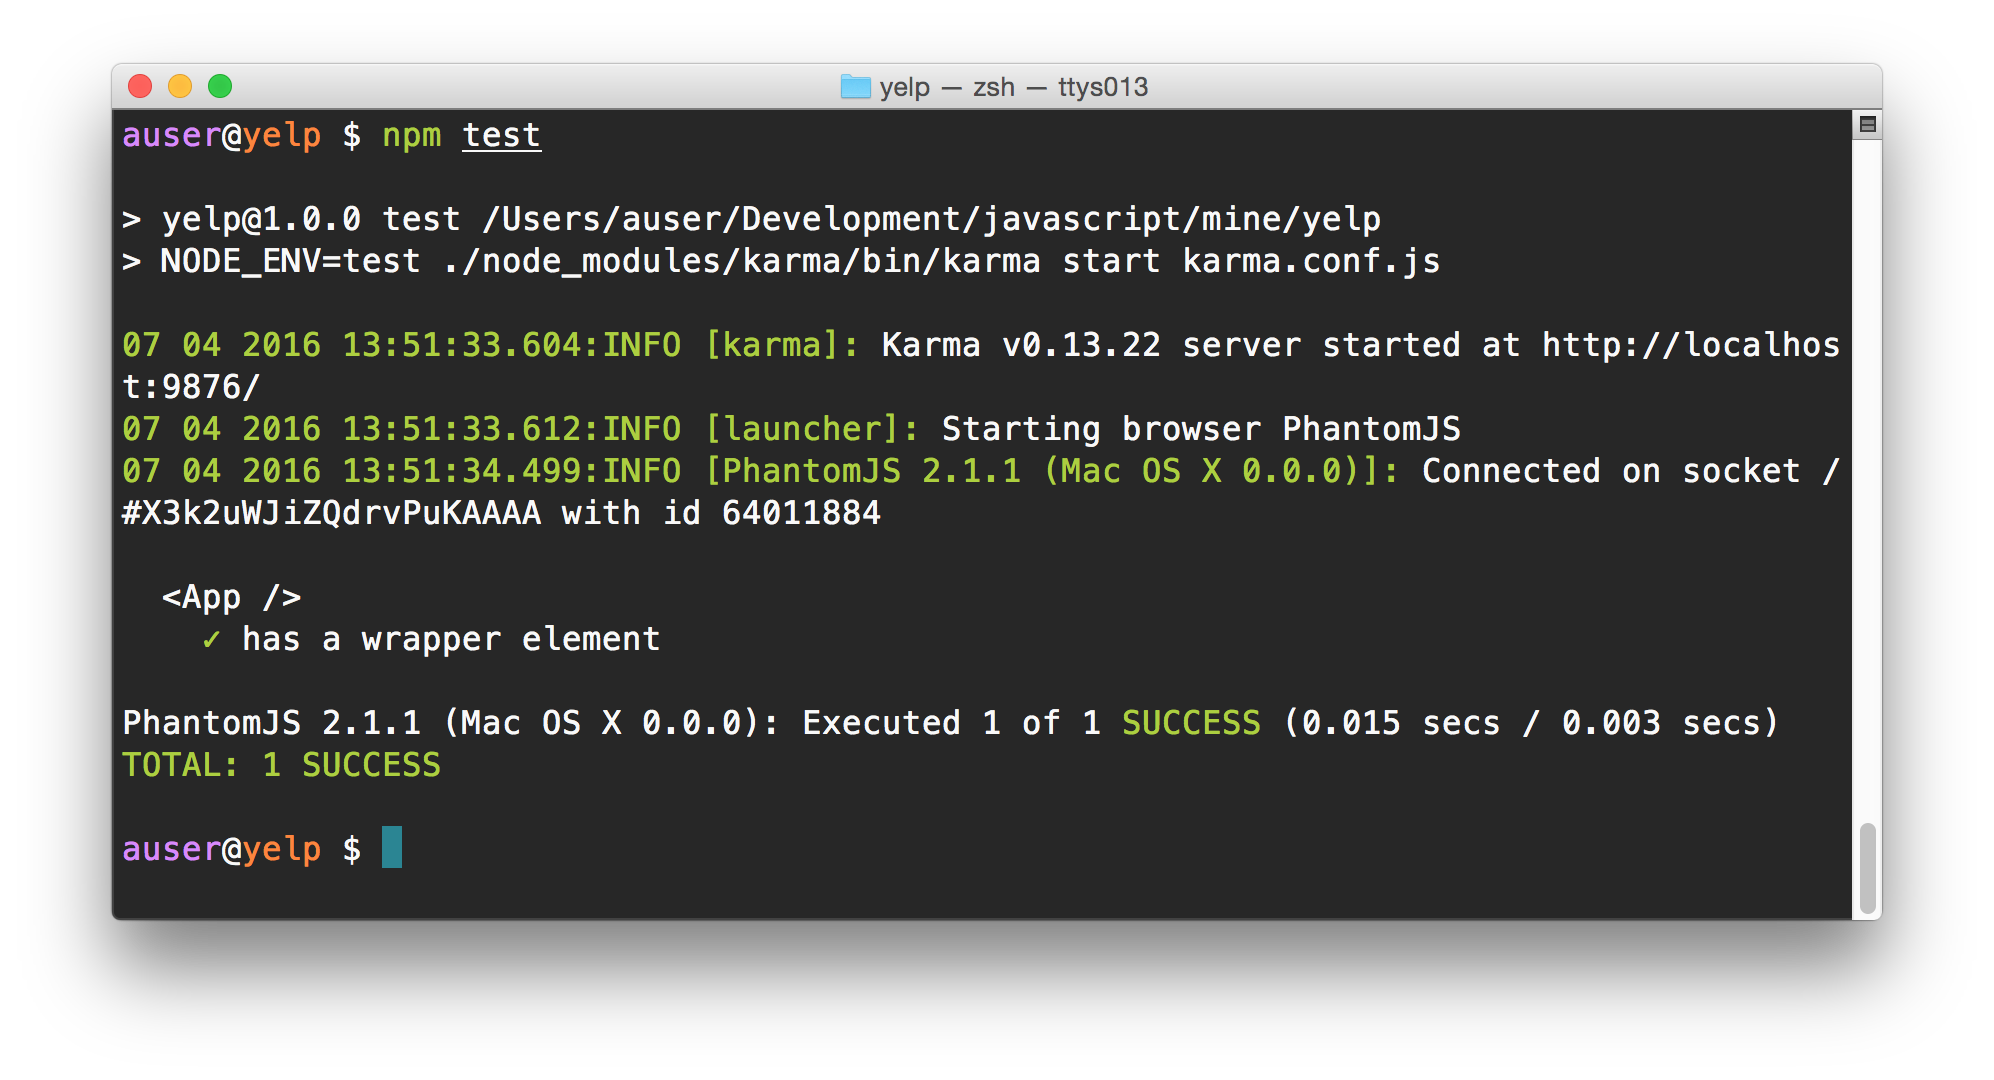 yelp — zsh — ttys013
auser@yelp $ npm test
> yelp@1.0.0 test /Users/auser/Development/javascript/mine/yelp
> NODE_ENV=test ./node_modules/karma/bin/karma start karma.conf.js
07 04 2016 13:51:33.604:INFO [karma]: Karma v0.13.22 server started at http://localhos
t:9876/
07 04 2016 13:51:33.612:INFO [launcher]: Starting browser PhantomJS
07 04 2016 13:51:34.499:INFO [PhantomJS 2.1.1 (Mac OS X 0.0.0)]: Connected on socket /
#X3k2uWJiZQdrvPuKAAAA with id 64011884
<App />
✓ has a wrapper element
PhantomJS 2.1.1 (Mac OS X 0.0.0): Executed 1 of 1 SUCCESS (0.015 secs / 0.003 secs)
TOTAL: 1 SUCCESS
auser@yelp $